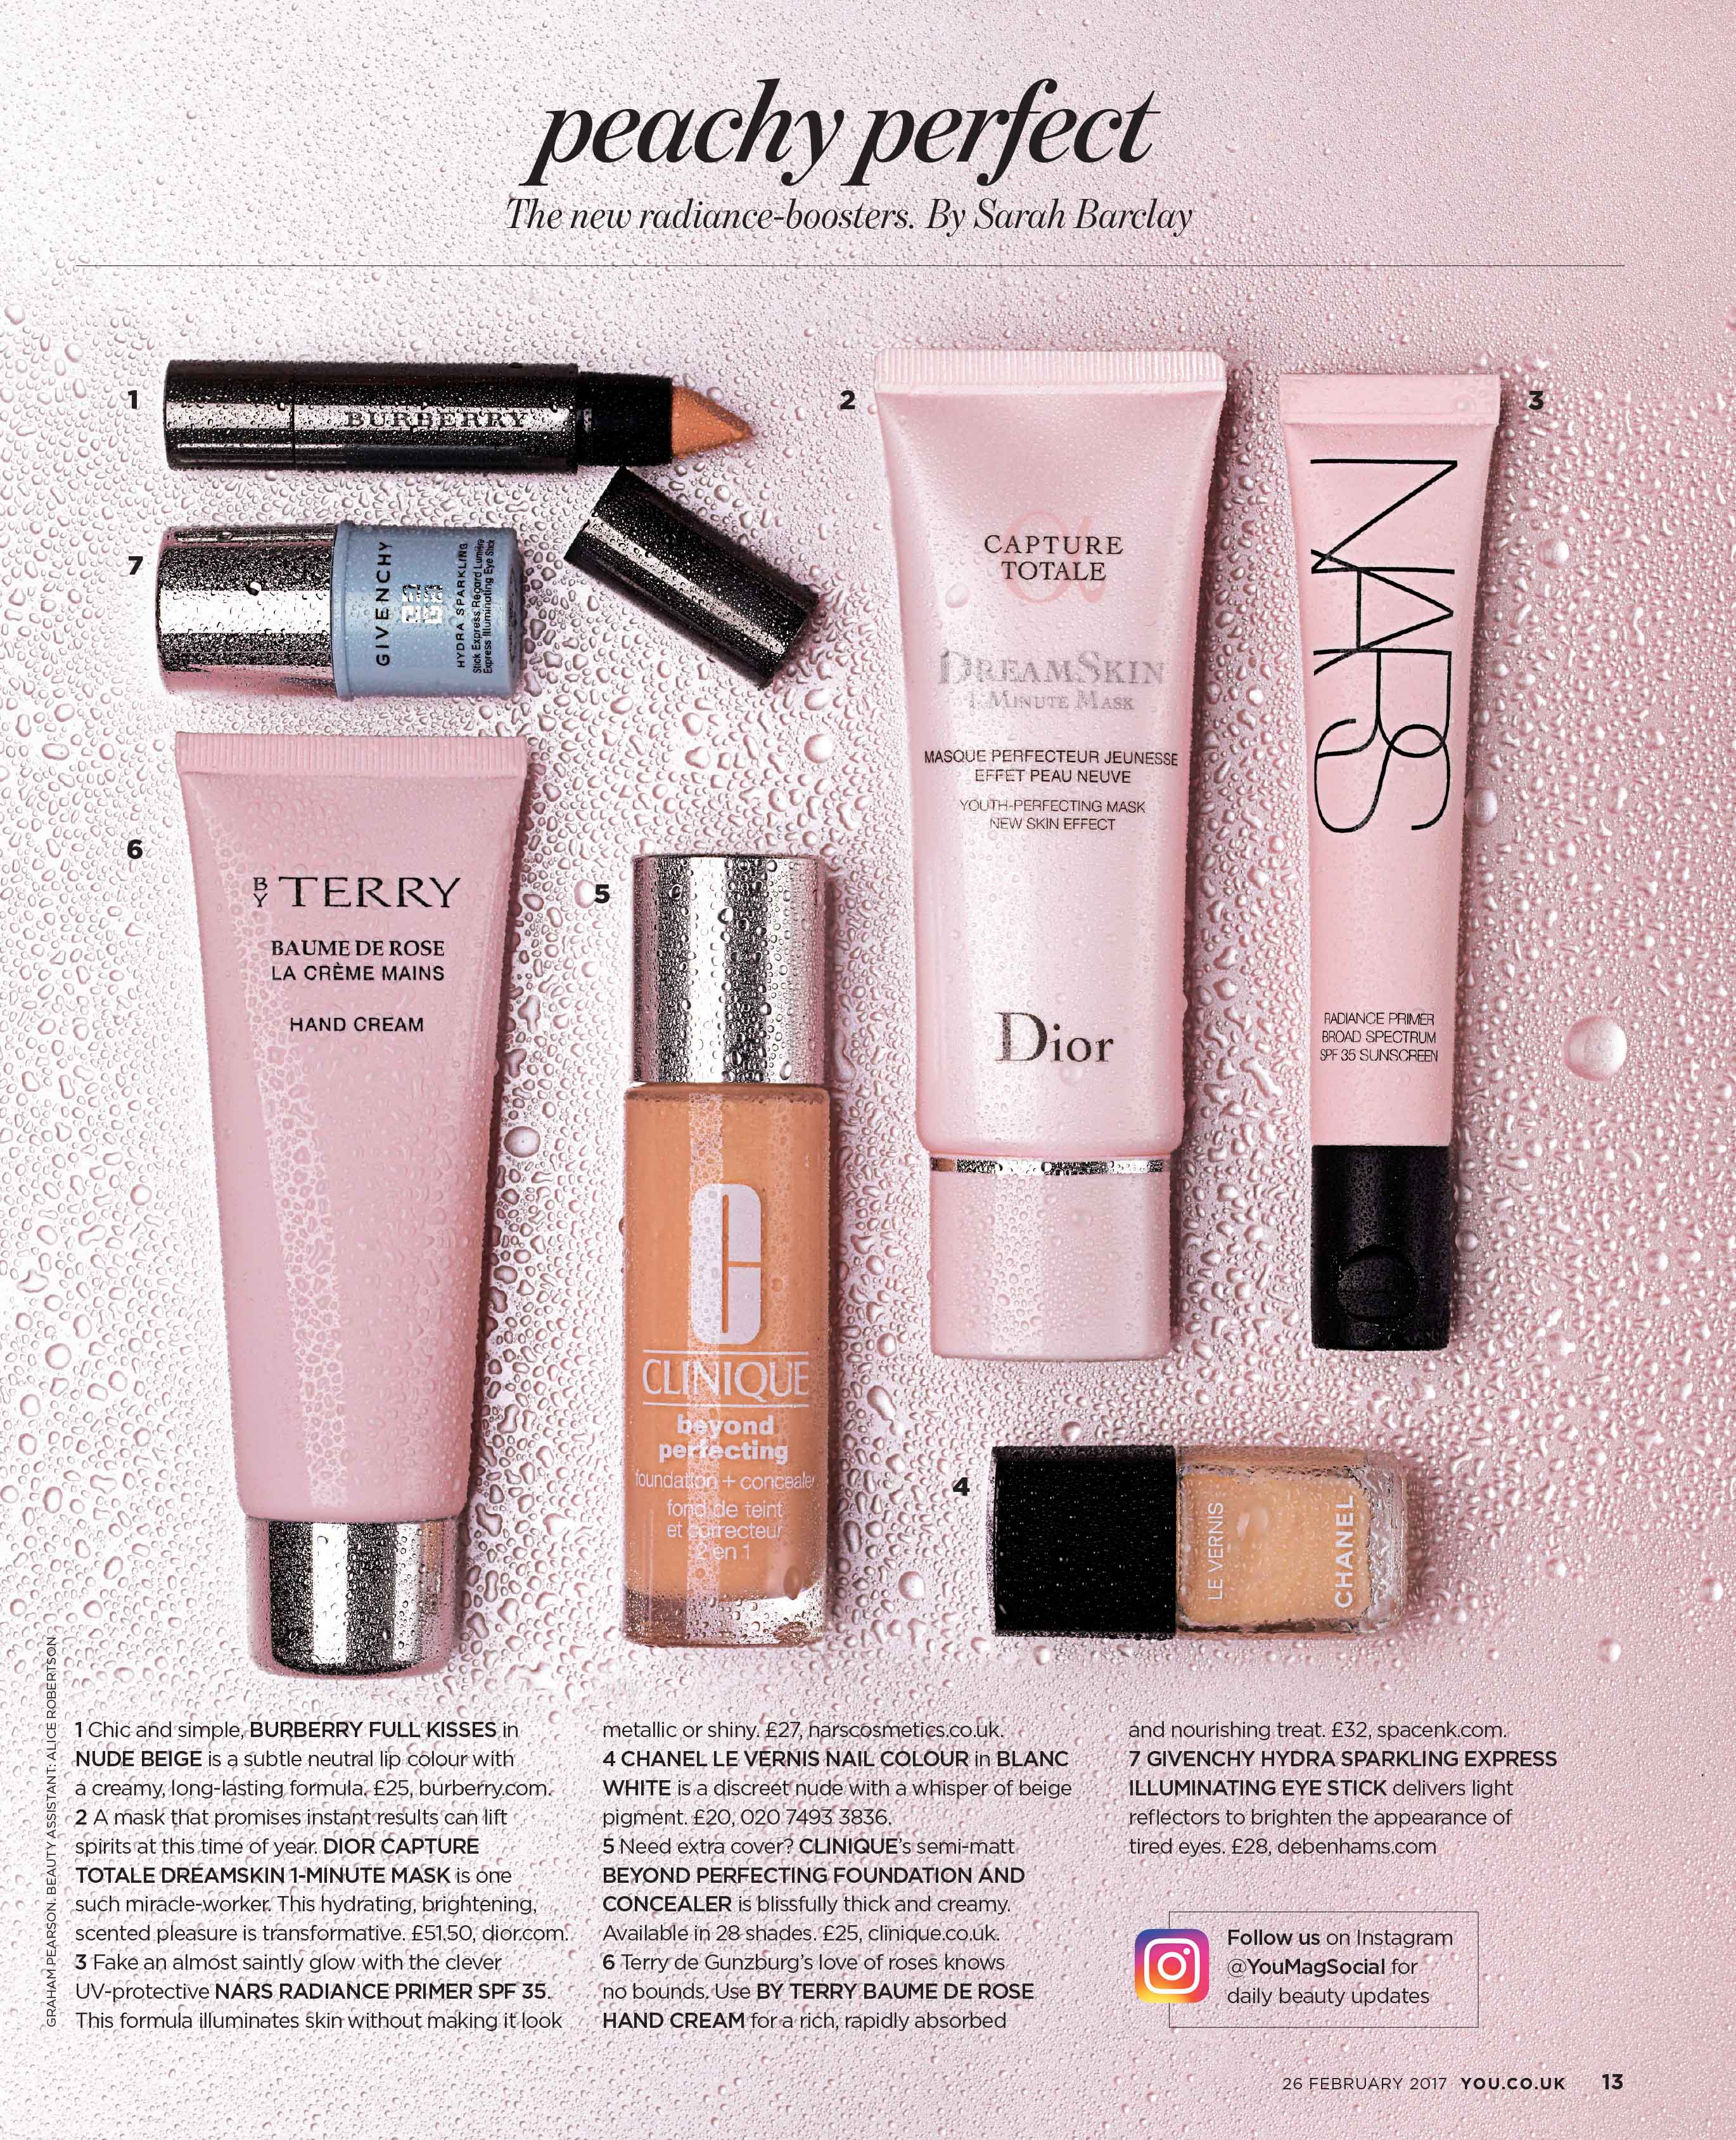 peachy perfect
The new radiance-boosters. By Sarah Barclay
1
BURBERRY
2
CAPTURE
TOTALE
DREAMSKIN
1-MINUTE MASK
MASQUE PERFECTEUR JEUNESSE
EFFET PEAU NEUVE
YOUTH-PERFECTING MASK
NEW SKIN EFFECT
Dior
3
NARS
RADIANCE PRIMER
BROAD SPECTRUM
SPF 35 SUNSCREEN
7
GIVENCHY
HYDRA SPARKLING
Stick Express Regard Lumière
Express Illuminating Eye Stick
6
BY TERRY
BAUME DE ROSE
LA CRÈME MAINS
HAND CREAM
5
CLINIQUE
beyond
perfecting
foundation + concealer
fond de teint
et correcteur
2 en 1
4
LE VERNIS
CHANEL
GRAHAM PEARSON. BEAUTY ASSISTANT: ALICE ROBERTSON
1 Chic and simple, BURBERRY FULL KISSES in
NUDE BEIGE is a subtle neutral lip colour with
a creamy, long-lasting formula. £25, burberry.com.
2 A mask that promises instant results can lift
spirits at this time of year. DIOR CAPTURE
TOTALE DREAMSKIN 1-MINUTE MASK is one
such miracle-worker. This hydrating, brightening,
scented pleasure is transformative. £51.50, dior.com.
3 Fake an almost saintly glow with the clever
UV-protective NARS RADIANCE PRIMER SPF 35.
This formula illuminates skin without making it look
metallic or shiny. £27, narscosmetics.co.uk.
4 CHANEL LE VERNIS NAIL COLOUR in BLANC
WHITE is a discreet nude with a whisper of beige
pigment. £20, 020 7493 3836.
5 Need extra cover? CLINIQUE's semi-matt
BEYOND PERFECTING FOUNDATION AND
CONCEALER is blissfully thick and creamy.
Available in 28 shades. £25, clinique.co.uk.
6 Terry de Gunzburg's love of roses knows
no bounds. Use BY TERRY BAUME DE ROSE
HAND CREAM for a rich, rapidly absorbed
and nourishing treat. £32, spacenk.com.
7 GIVENCHY HYDRA SPARKLING EXPRESS
ILLUMINATING EYE STICK delivers light
reflectors to brighten the appearance of
tired eyes. £28, debenhams.com
Follow us on Instagram
@YouMagSocial for
daily beauty updates
26 FEBRUARY 2017 YOU.CO.UK 13